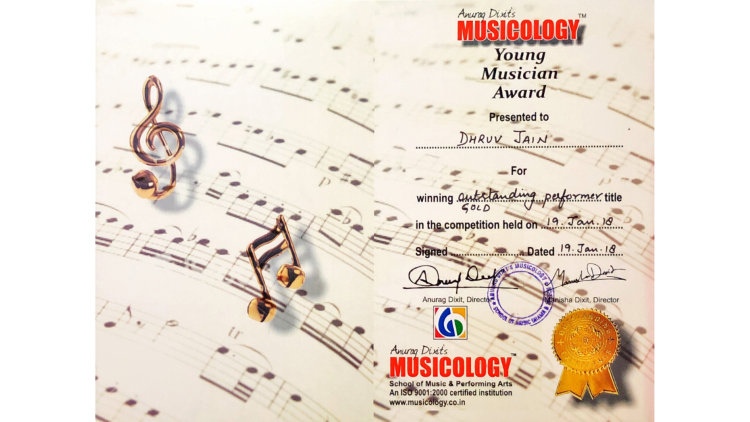 Anurag Dixit's
MUSICOLOGY™
Young
Musician
Award
Presented to
DHRUV JAIN
For
winning Outstanding performer title
GOLD
in the competition held on 19. Jan. 18
Signed Dated 19. Jan. 18
Anurag Dixit, Director Manisha Dixit, Director
Anurag Dixit's
MUSICOLOGY™
School of Music & Performing Arts
An ISO 9001:2000 certified institution
www.musicology.co.in